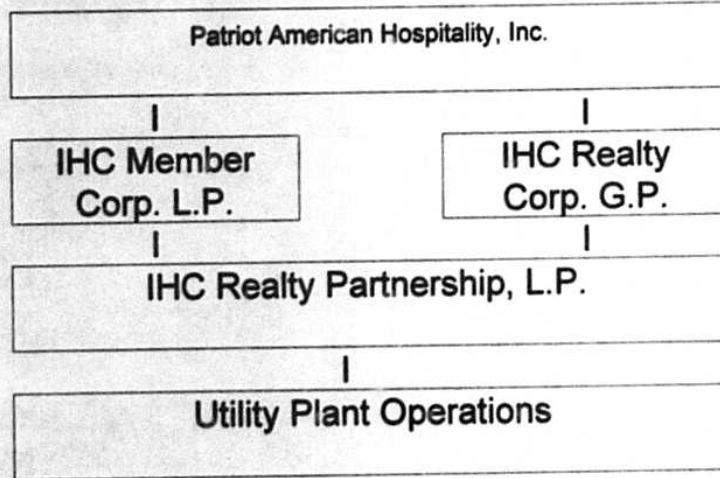 Patriot American Hospitality, Inc.
IHC Member
Corp. L.P.
IHC Realty
Corp. G.P.
IHC Realty Partnership, L.P.
Utility Plant Operations